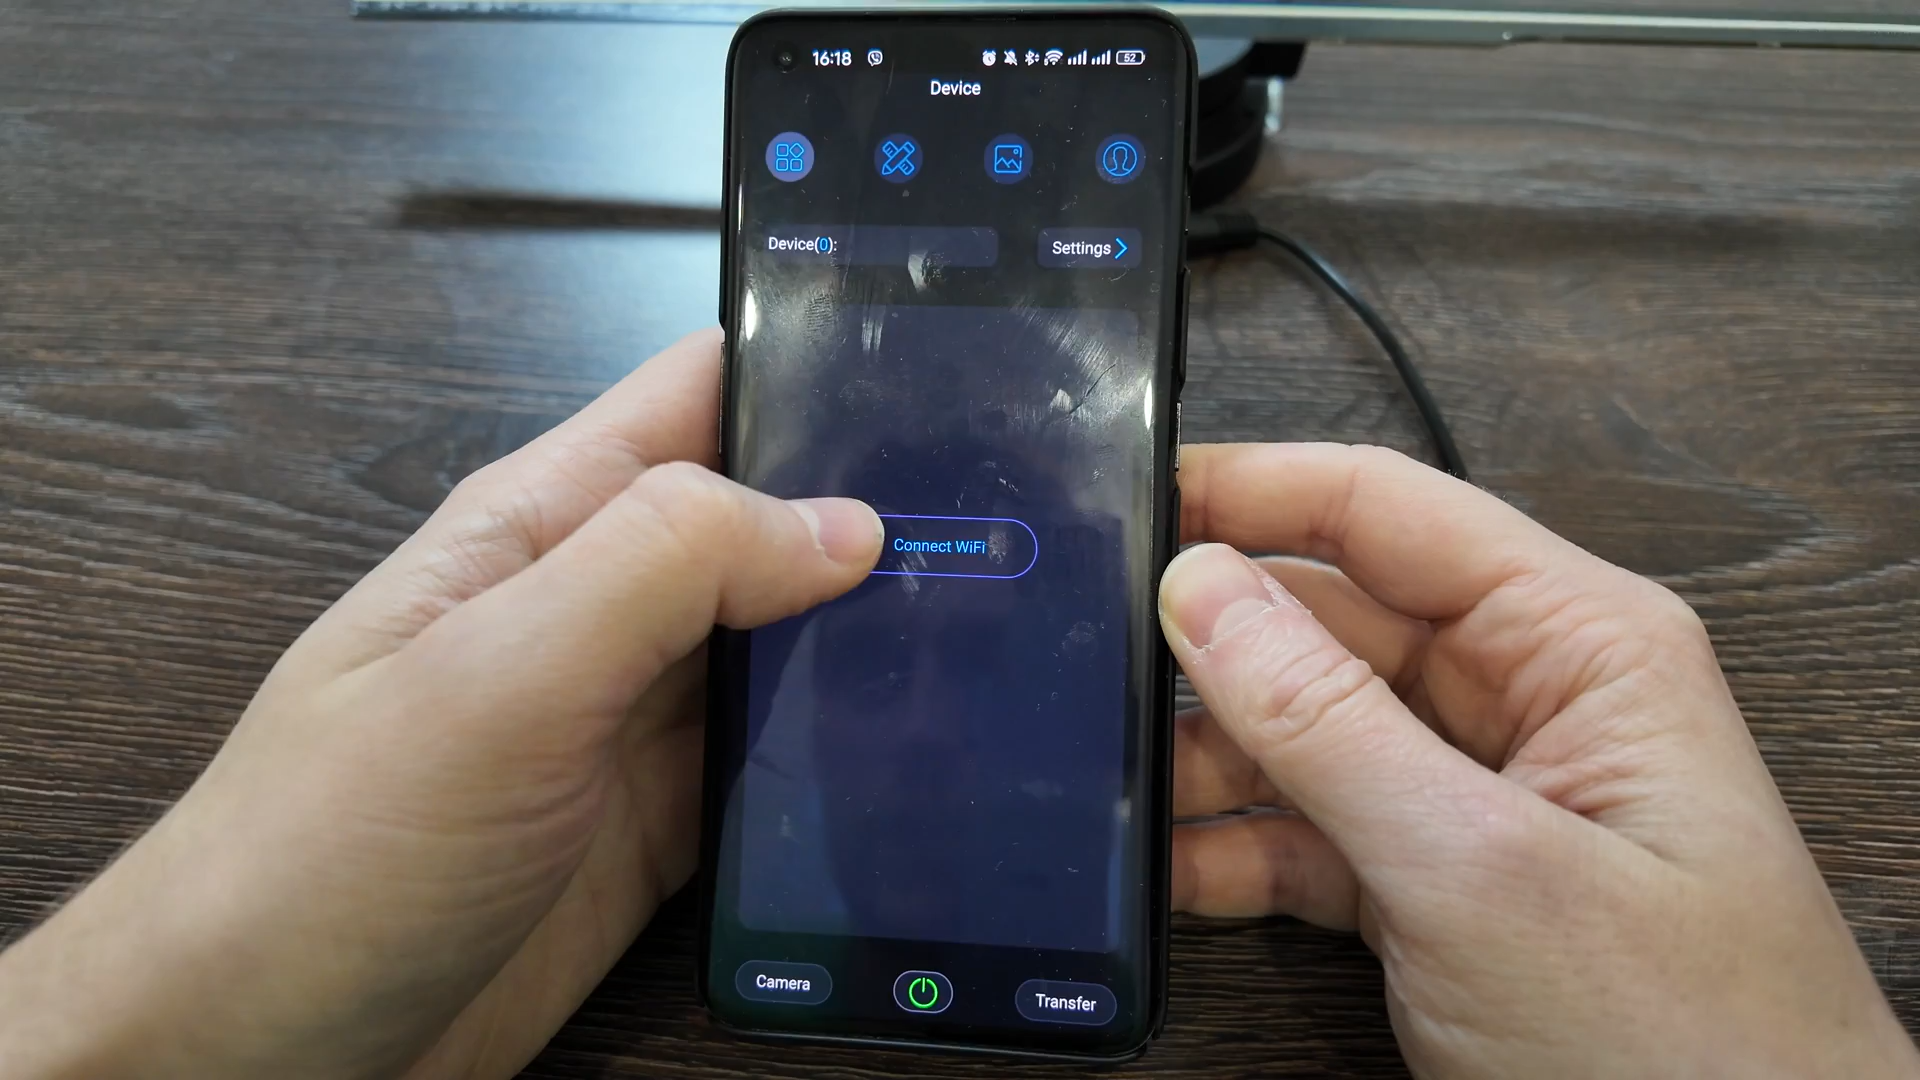 16:18 52
Device
Device(0):
Settings
Connect WiFi
Camera
Transfer